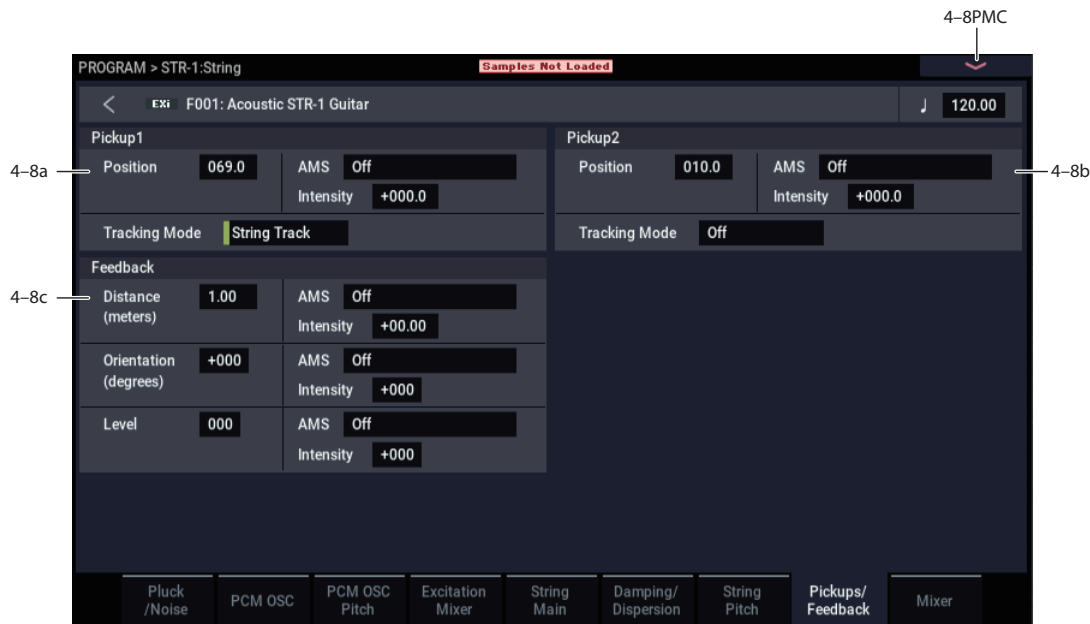 4–8PMC
PROGRAM > STR-1:String
Samples Not Loaded
EXi F001: Acoustic STR-1 Guitar
♩ 120.00
Pickup1
4–8a
Position 069.0 AMS Off
Intensity +000.0
Tracking Mode String Track
Pickup2
Position 010.0 AMS Off
4–8b
Intensity +000.0
Tracking Mode Off
Feedback
4–8c
Distance 1.00 AMS Off
(meters)
Intensity +00.00
Orientation +000 AMS Off
(degrees)
Intensity +000
Level 000 AMS Off
Intensity +000
Pluck
/Noise
PCM OSC
PCM OSC
Pitch
Excitation
Mixer
String
Main
Damping/
Dispersion
String
Pitch
Pickups/
Feedback
Mixer